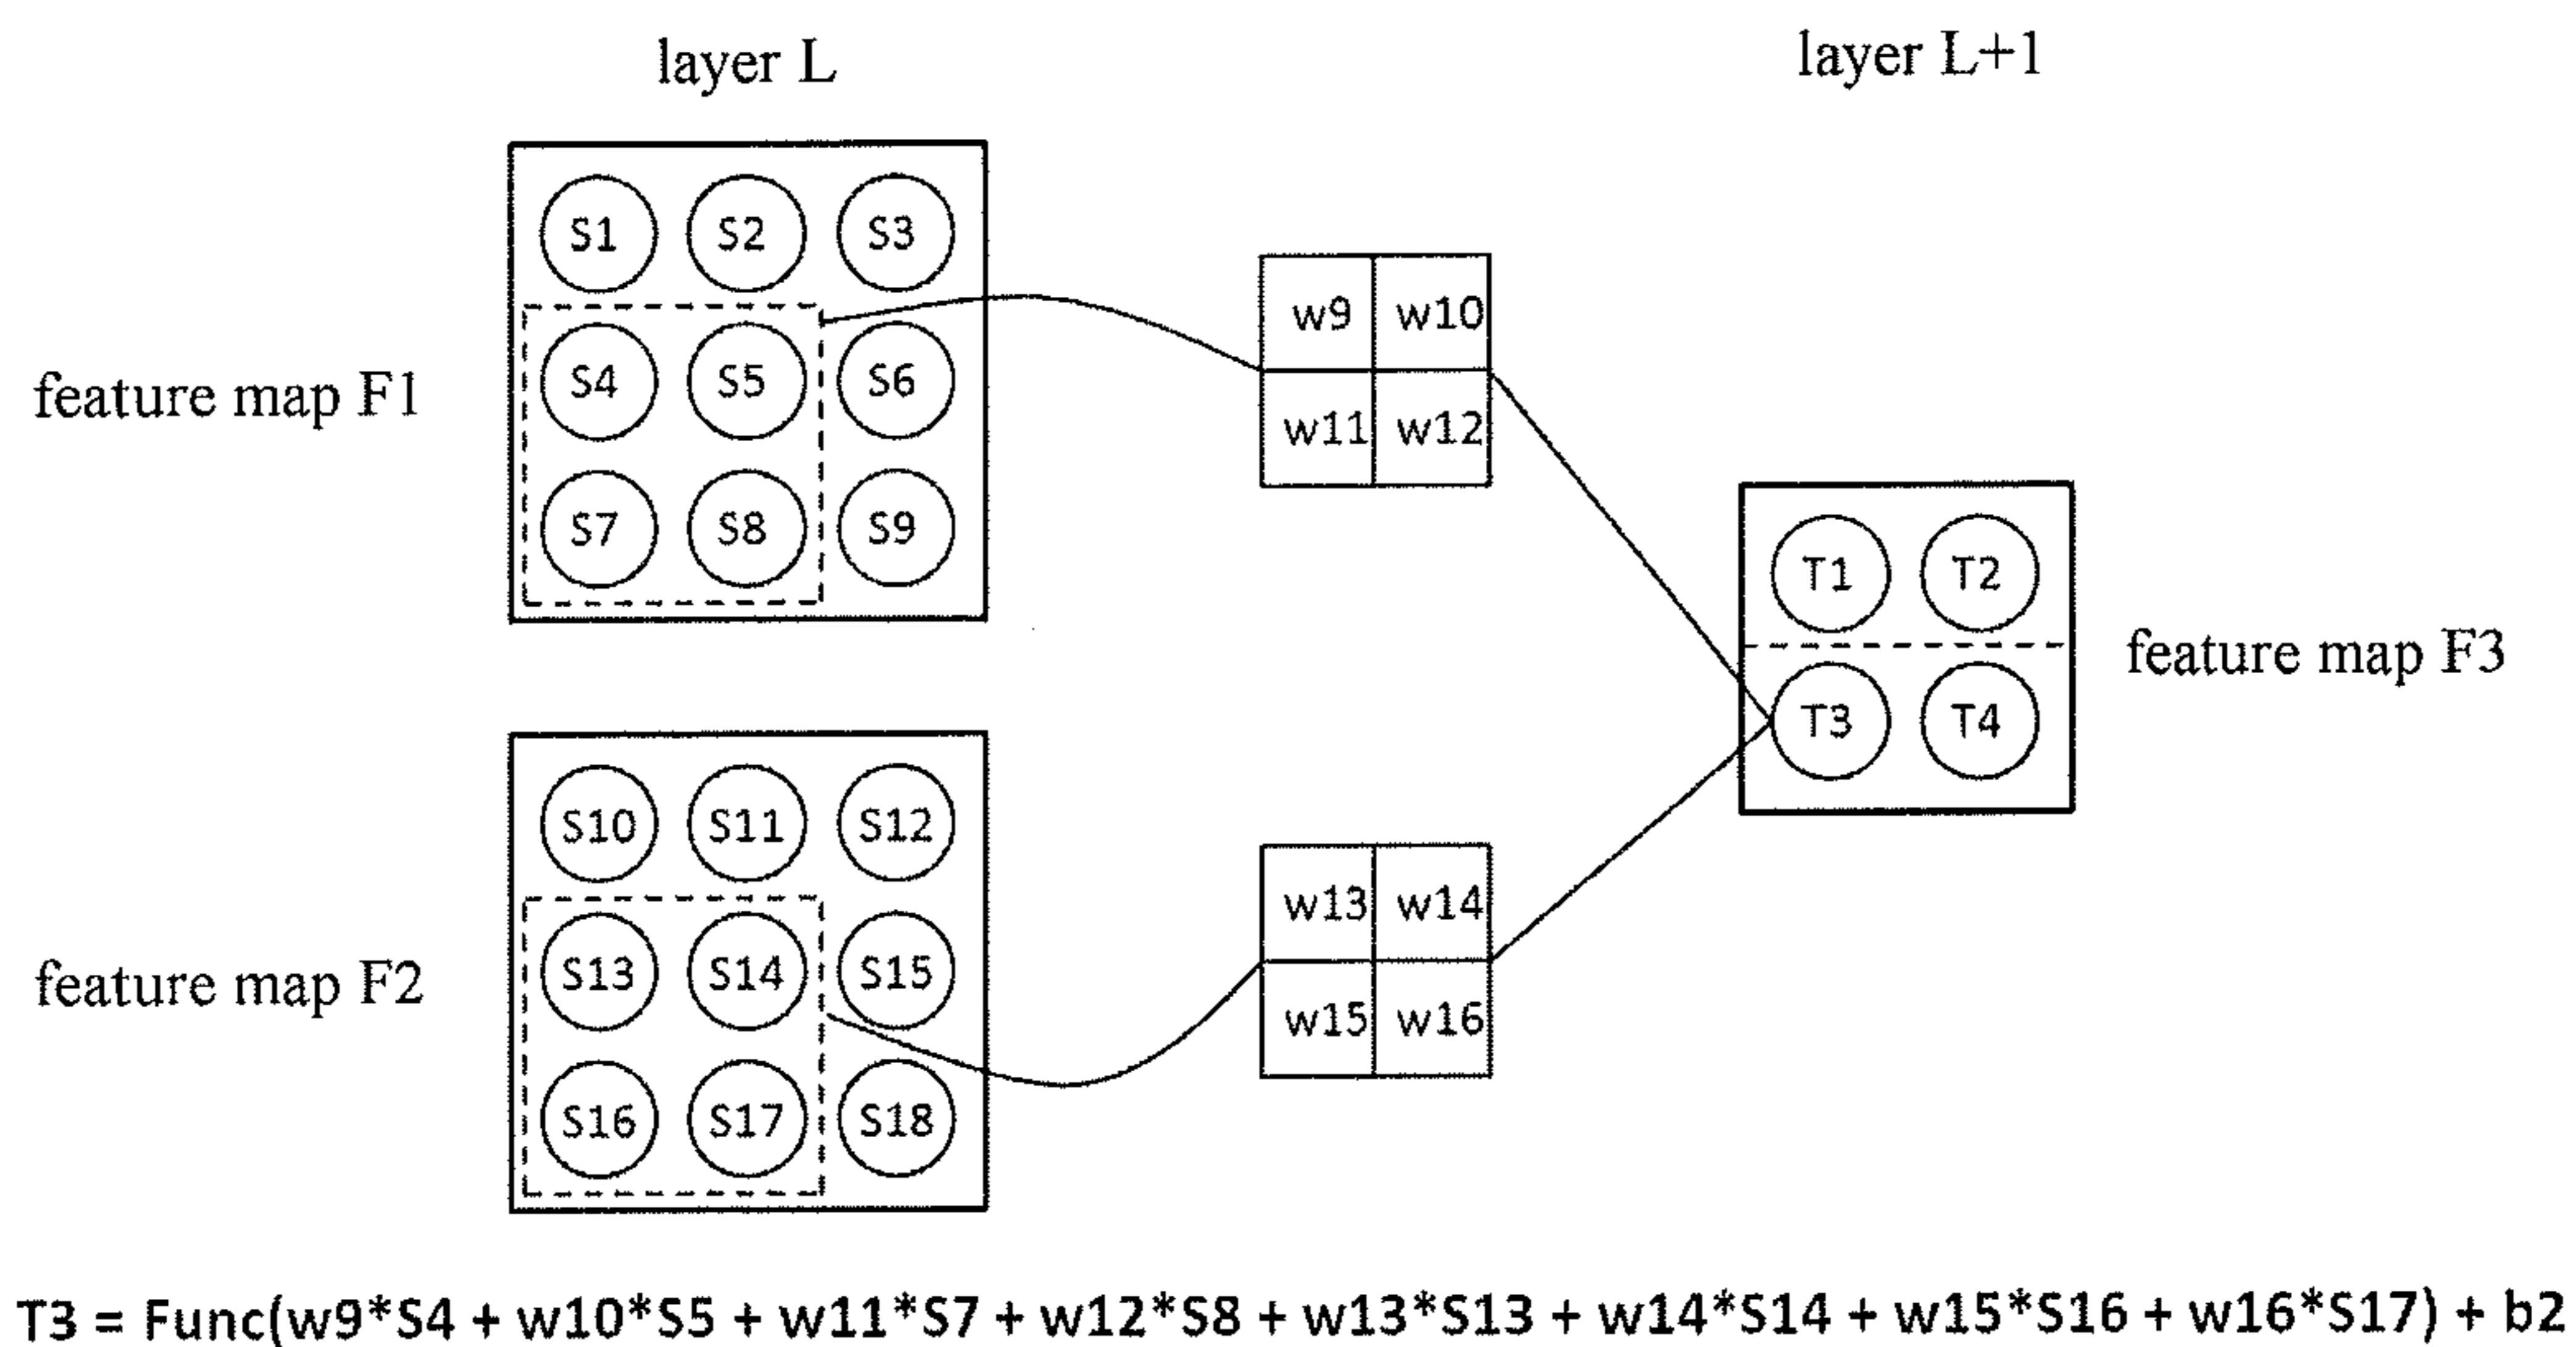 layer L
layer L+1
S1 S2 S3
feature map F1
S4 S5 S6
S7 S8 S9
w9 w10
w11 w12
T1 T2
T3 T4
feature map F3
S10 S11 S12
feature map F2
S13 S14 S15
S16 S17 S18
w13 w14
w15 w16
T3 = Func(w9*S4 + w10*S5 + w11*S7 + w12*S8 + w13*S13 + w14*S14 + w15*S16 + w16*S17) + b2